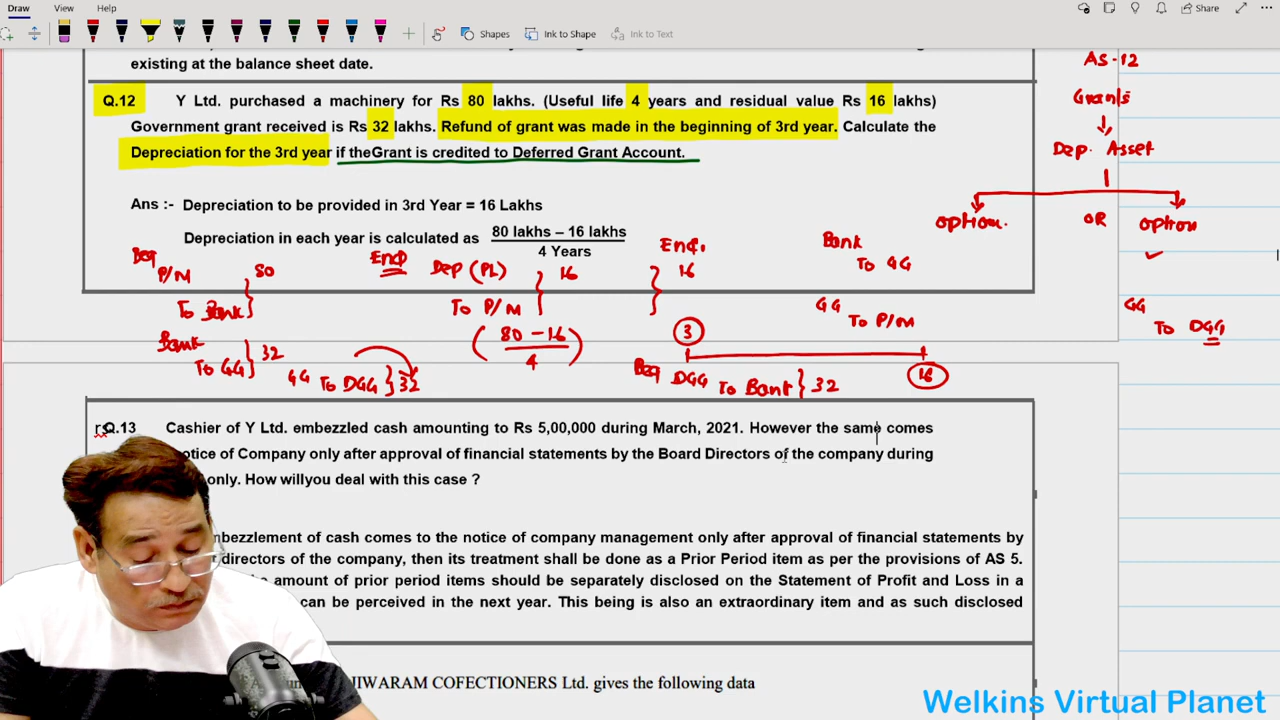 Draw View Share
Shapes Ink to Shape Ink to Text
existing at the balance sheet date.
AS-12
Grants
Dep. Asset
option. OR option
Q.12 Y Ltd. purchased a machinery for Rs 80 lakhs. (Useful life 4 years and residual value Rs 16 lakhs)
Government grant received is Rs 32 lakhs. Refund of grant was made in the beginning of 3rd year. Calculate the
Depreciation for the 3rd year if theGrant is credited to Deferred Grant Account.
Ans :- Depreciation to be provided in 3rd Year = 16 Lakhs
Depreciation in each year is calculated as 80 lakhs – 16 lakhs
4 Years
Beg End End.
P/M 80 Dep (PL) 16 16
To Bank To P/M
Bank
To GG
GG
To P/M
GG
To DGG
Bank
To GG 32
GG To DGG 32
(80 - 16
4)
3
Beg DGG To Bank 32
16
rs
Q.13 Cashier of Y Ltd. embezzled cash amounting to Rs 5,00,000 during March, 2021. However the same comes
notice of Company only after approval of financial statements by the Board Directors of the company during
only. How willyou deal with this case ?
bezzlement of cash comes to the notice of company management only after approval of financial statements by
directors of the company, then its treatment shall be done as a Prior Period item as per the provisions of AS 5.
amount of prior period items should be separately disclosed on the Statement of Profit and Loss in a
can be perceived in the next year. This being is also an extraordinary item and as such disclosed
IWARAM COFECTIONERS Ltd. gives the following data
Welkins Virtual Planet